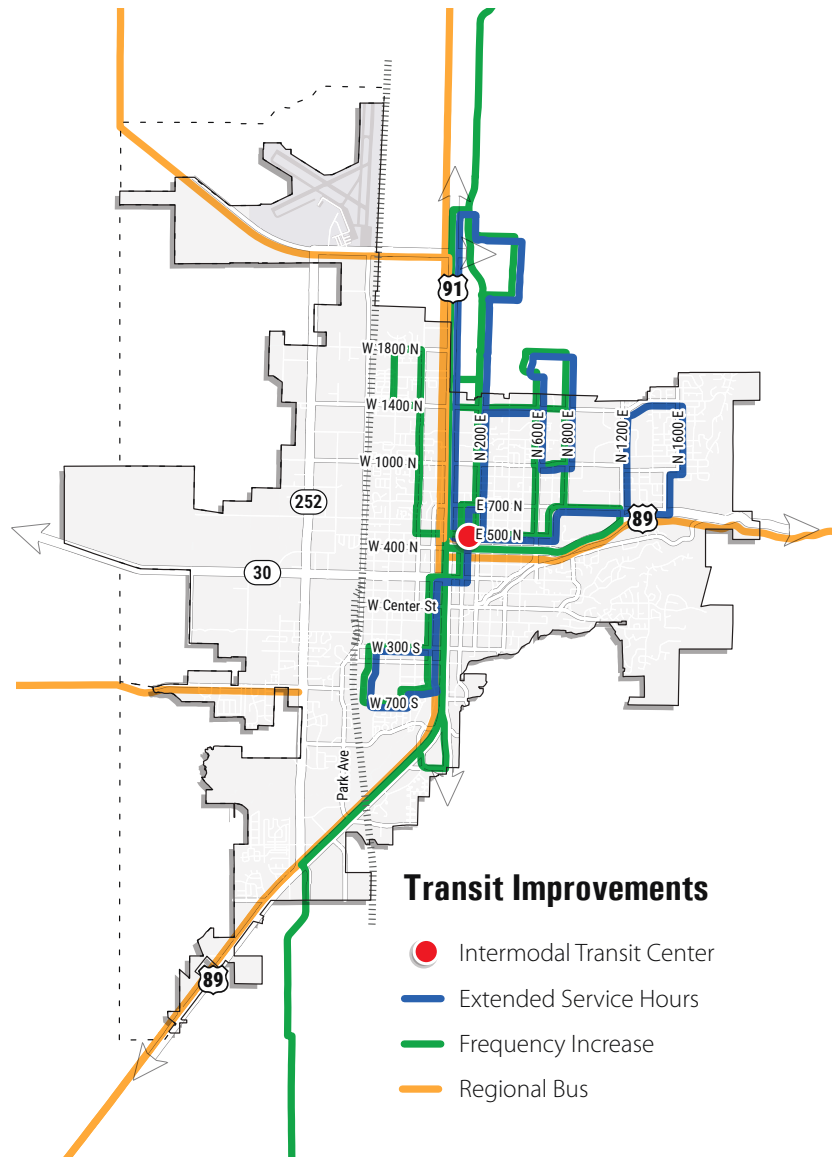 91
W 1800 N
W 1400 N
N 200 E
N 600 E
N 800 E
N 1200 E
N 1600 E
W 1000 N
252
E 700 N
89
E 500 N
W 400 N
30
W Center St
W 300 S
W 700 S
Park Ave
Transit Improvements
Intermodal Transit Center
89
Extended Service Hours
Frequency Increase
Regional Bus